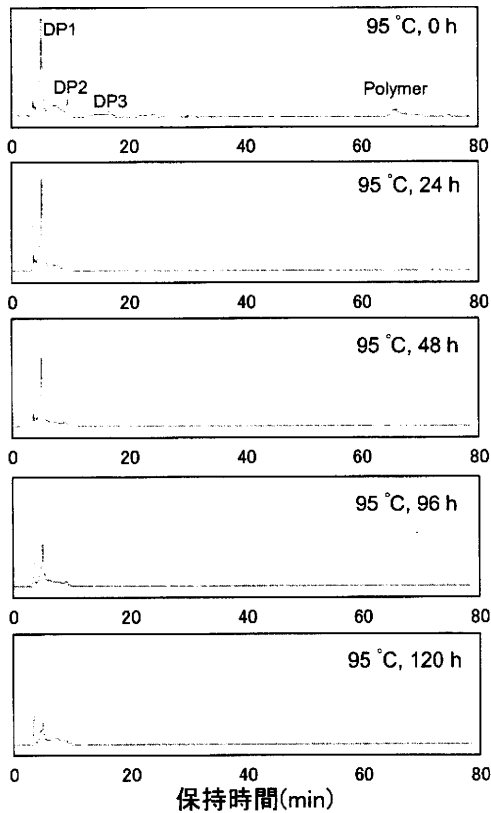 95 °C, 0 h
DP1
DP2
DP3
Polymer
0 20 40 60 80
95 °C, 24 h
0 20 40 60 80
95 °C, 48 h
0 20 40 60 80
95 °C, 96 h
0 20 40 60 80
95 °C, 120 h
0 20 40 60 80
保持時間(min)